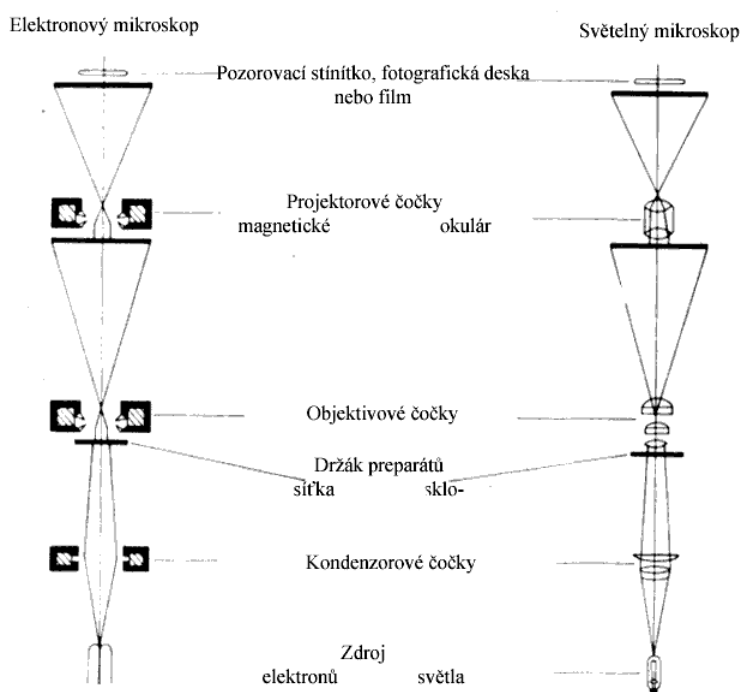 Elektronový mikroskop
Světelný mikroskop
Pozorovací stínítko, fotografická deska
nebo film
Projektorové čočky
magnetické okulár
Objektivové čočky
Držák preparátů
síťka sklo-
Kondenzorové čočky
Zdroj
elektronů světla